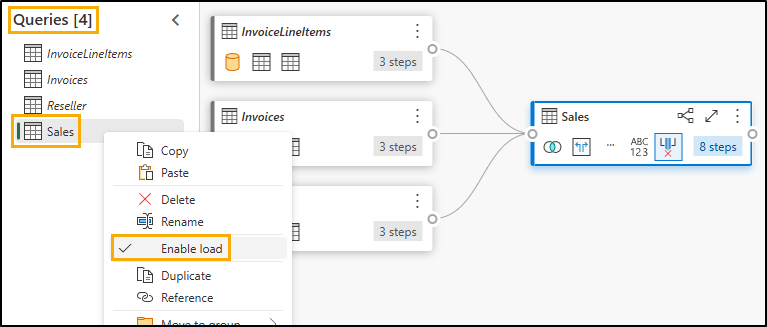 Queries [4]
InvoiceLineItems
Invoices
Reseller
Sales
Copy
Paste
Delete
Rename
Enable load
Duplicate
Reference
Move to group
InvoiceLineItems
3 steps
Invoices
3 steps
3 steps
Sales
ABC
123
8 steps